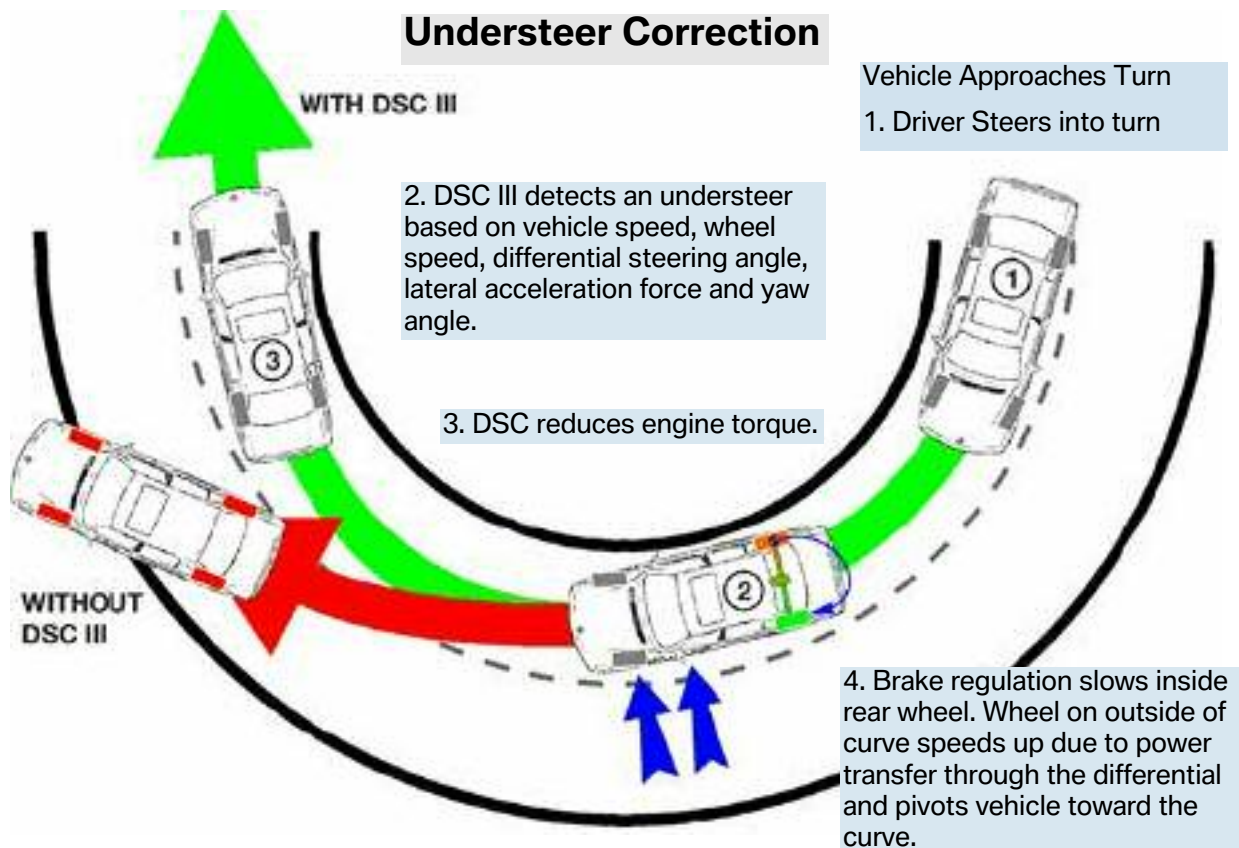 Understeer Correction
WITH DSC III
Vehicle Approaches Turn
1. Driver Steers into turn
2. DSC III detects an understeer
based on vehicle speed, wheel
speed, differential steering angle,
lateral acceleration force and yaw
angle.
1
3
3. DSC reduces engine torque.
2
WITHOUT
DSC III
4. Brake regulation slows inside
rear wheel. Wheel on outside of
curve speeds up due to power
transfer through the differential
and pivots vehicle toward the
curve.